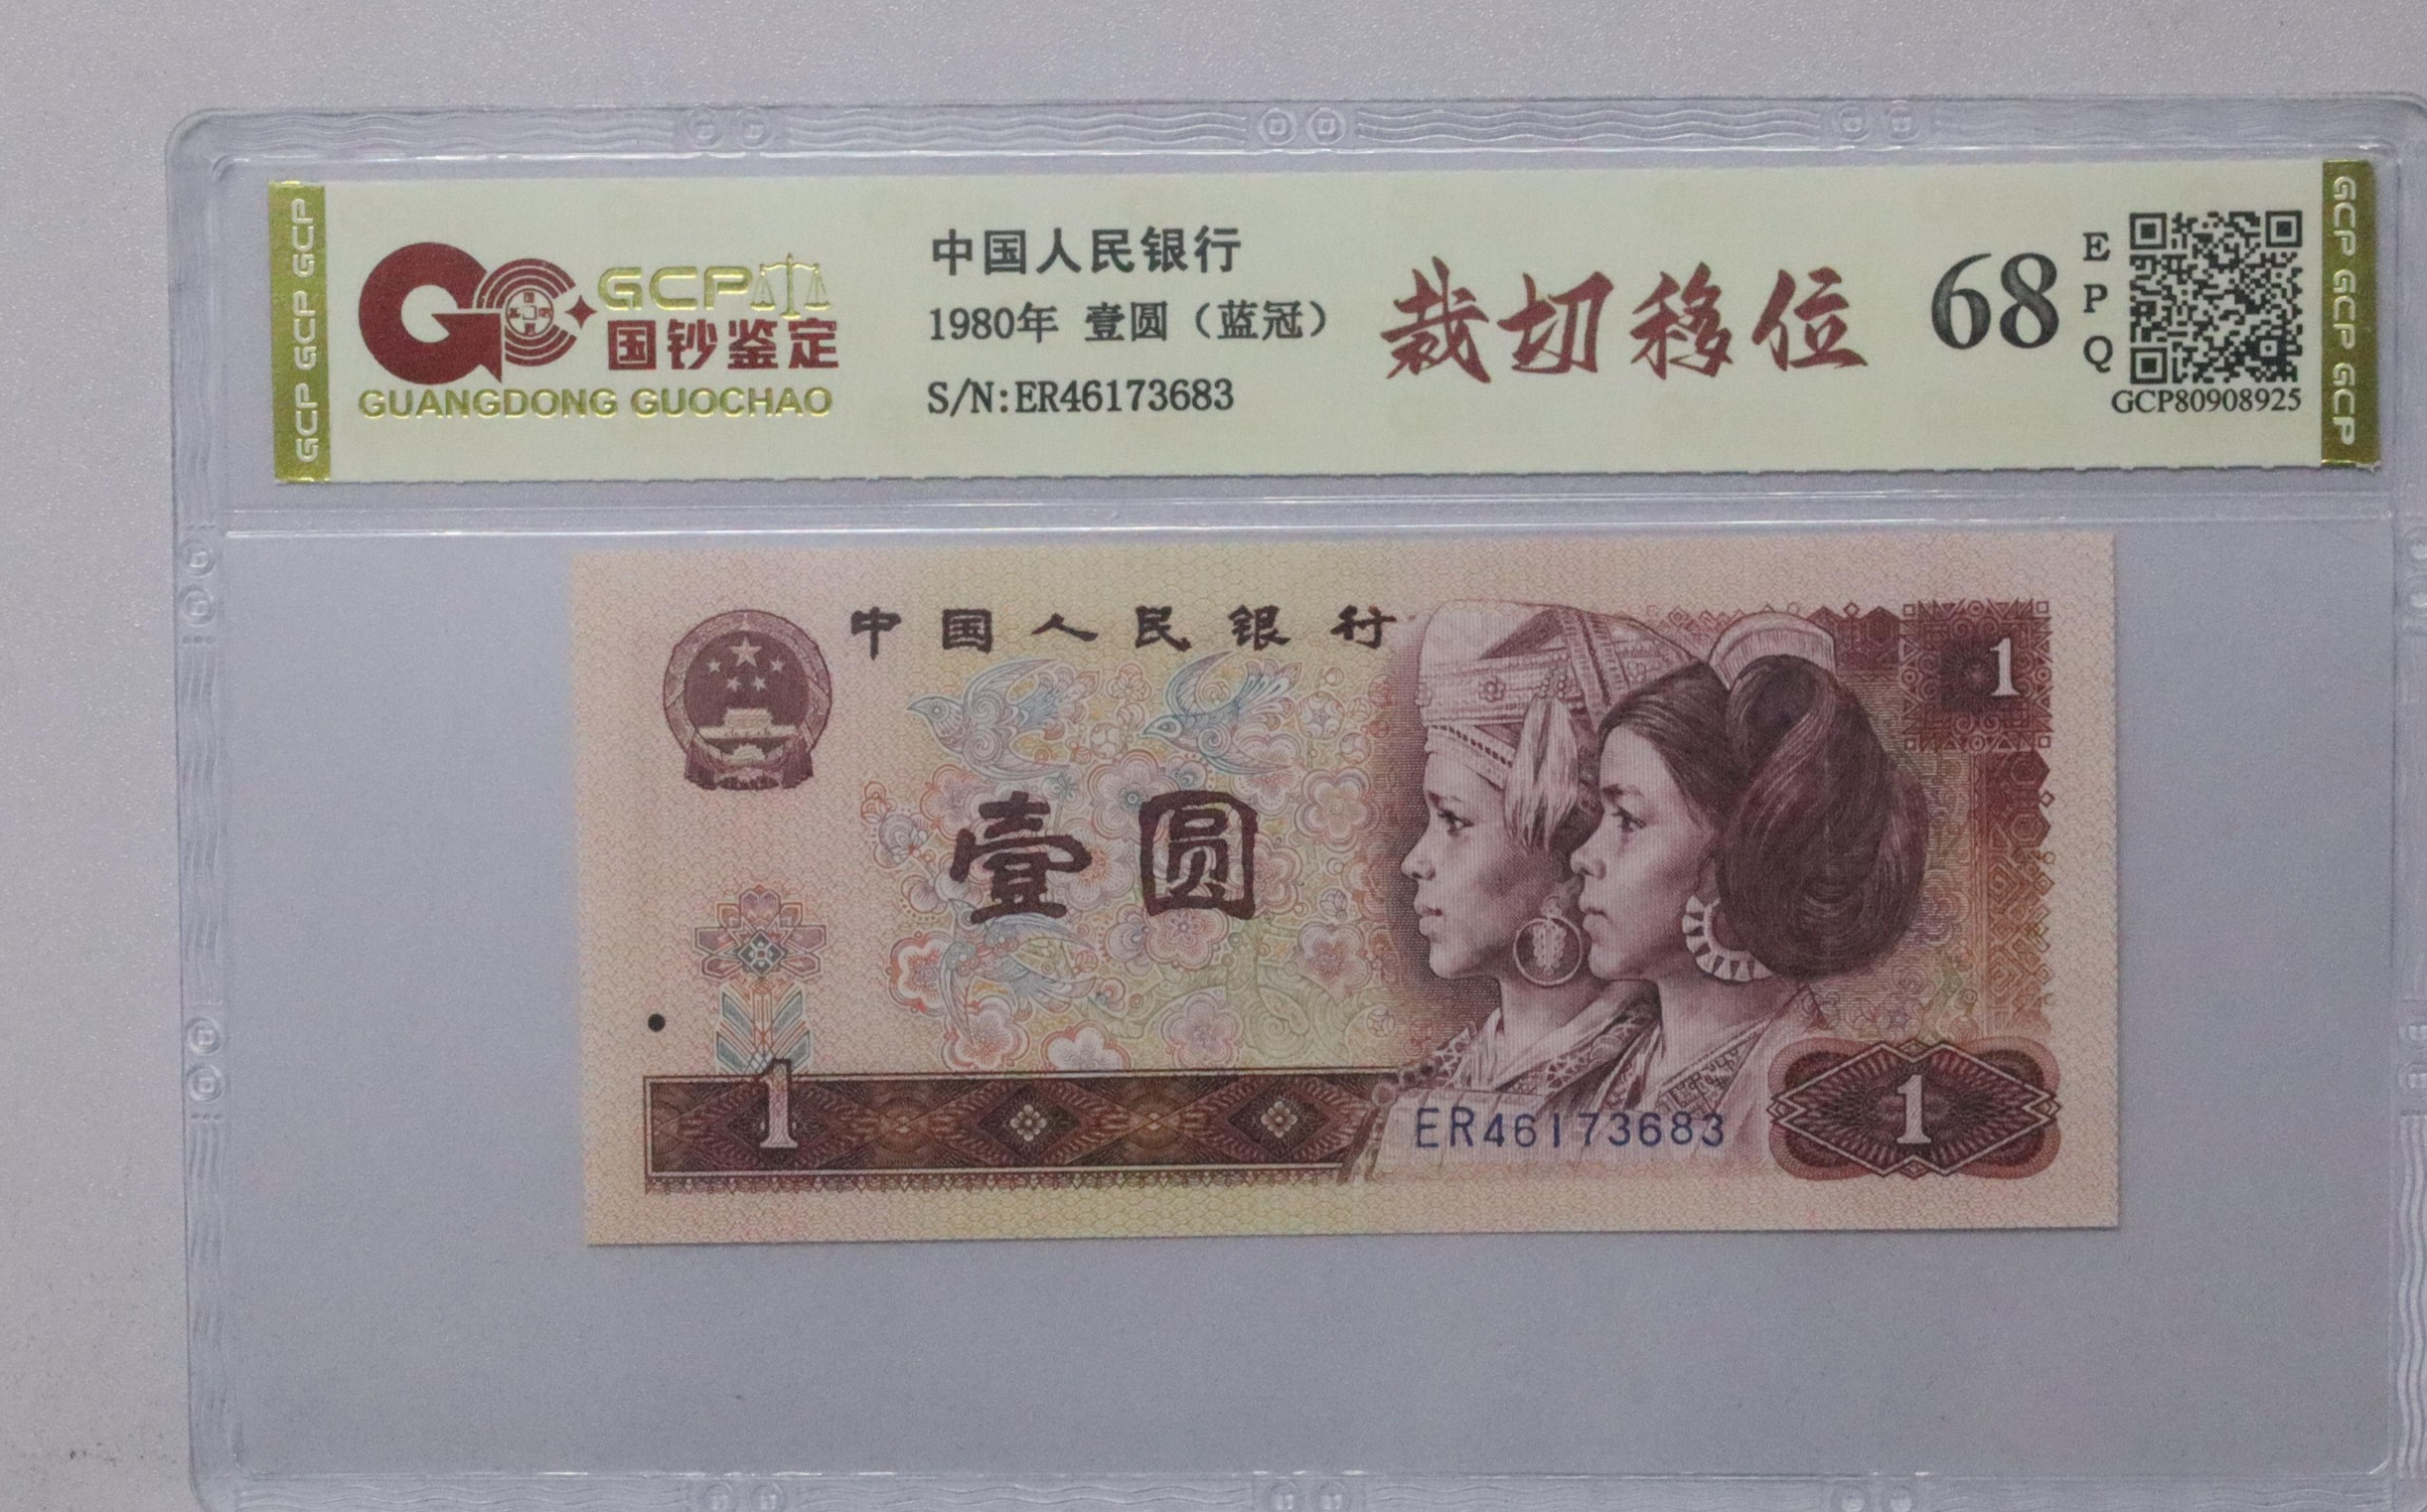 GCP GCP GCP
GCP
国钞鉴定
GUANGDONG GUOCHAO
中国人民银行
1980年 壹圆（蓝冠）
S/N:ER46173683
裁切移位
68
E
P
Q
GCP80908925
GCP GCP GCP
中国人民银行
1
壹圆
1
ER46173683
1